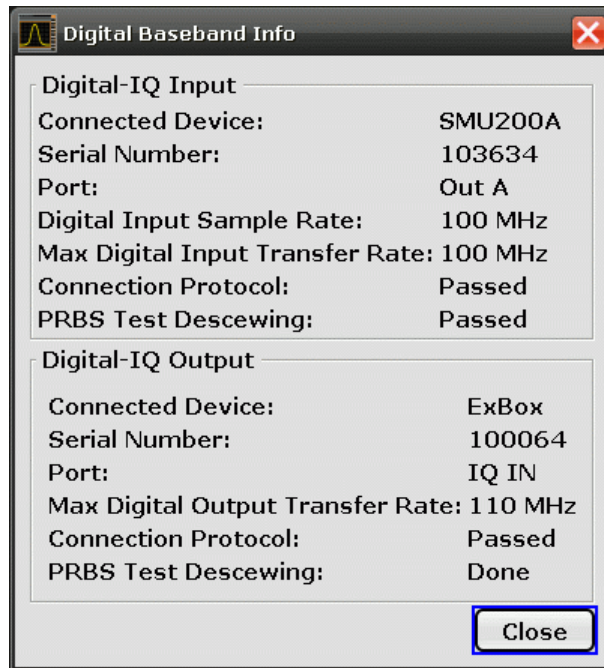 Digital Baseband Info
Digital-IQ Input
Connected Device: SMU200A
Serial Number: 103634
Port: Out A
Digital Input Sample Rate: 100 MHz
Max Digital Input Transfer Rate: 100 MHz
Connection Protocol: Passed
PRBS Test Descewing: Passed
Digital-IQ Output
Connected Device: ExBox
Serial Number: 100064
Port: IQ IN
Max Digital Output Transfer Rate: 110 MHz
Connection Protocol: Passed
PRBS Test Descewing: Done
Close